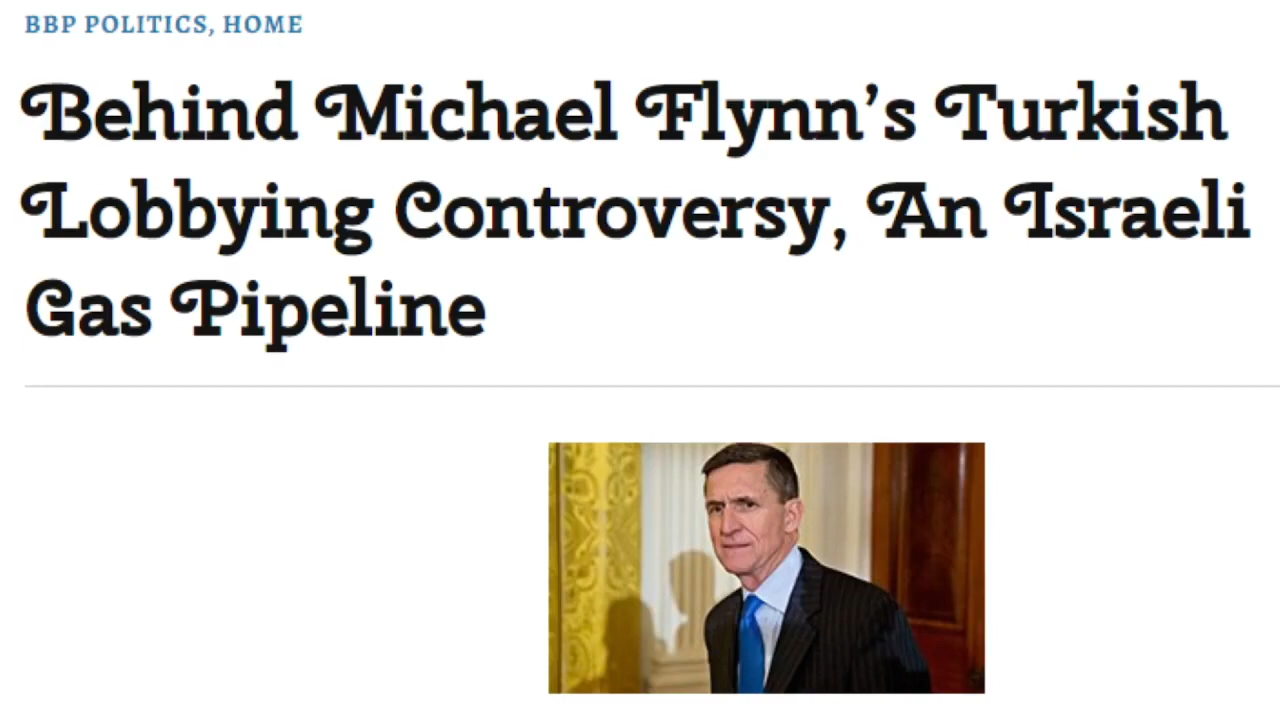 BBP POLITICS, HOME
Behind Michael Flynn’s Turkish
Lobbying Controversy, An Israeli
Gas Pipeline